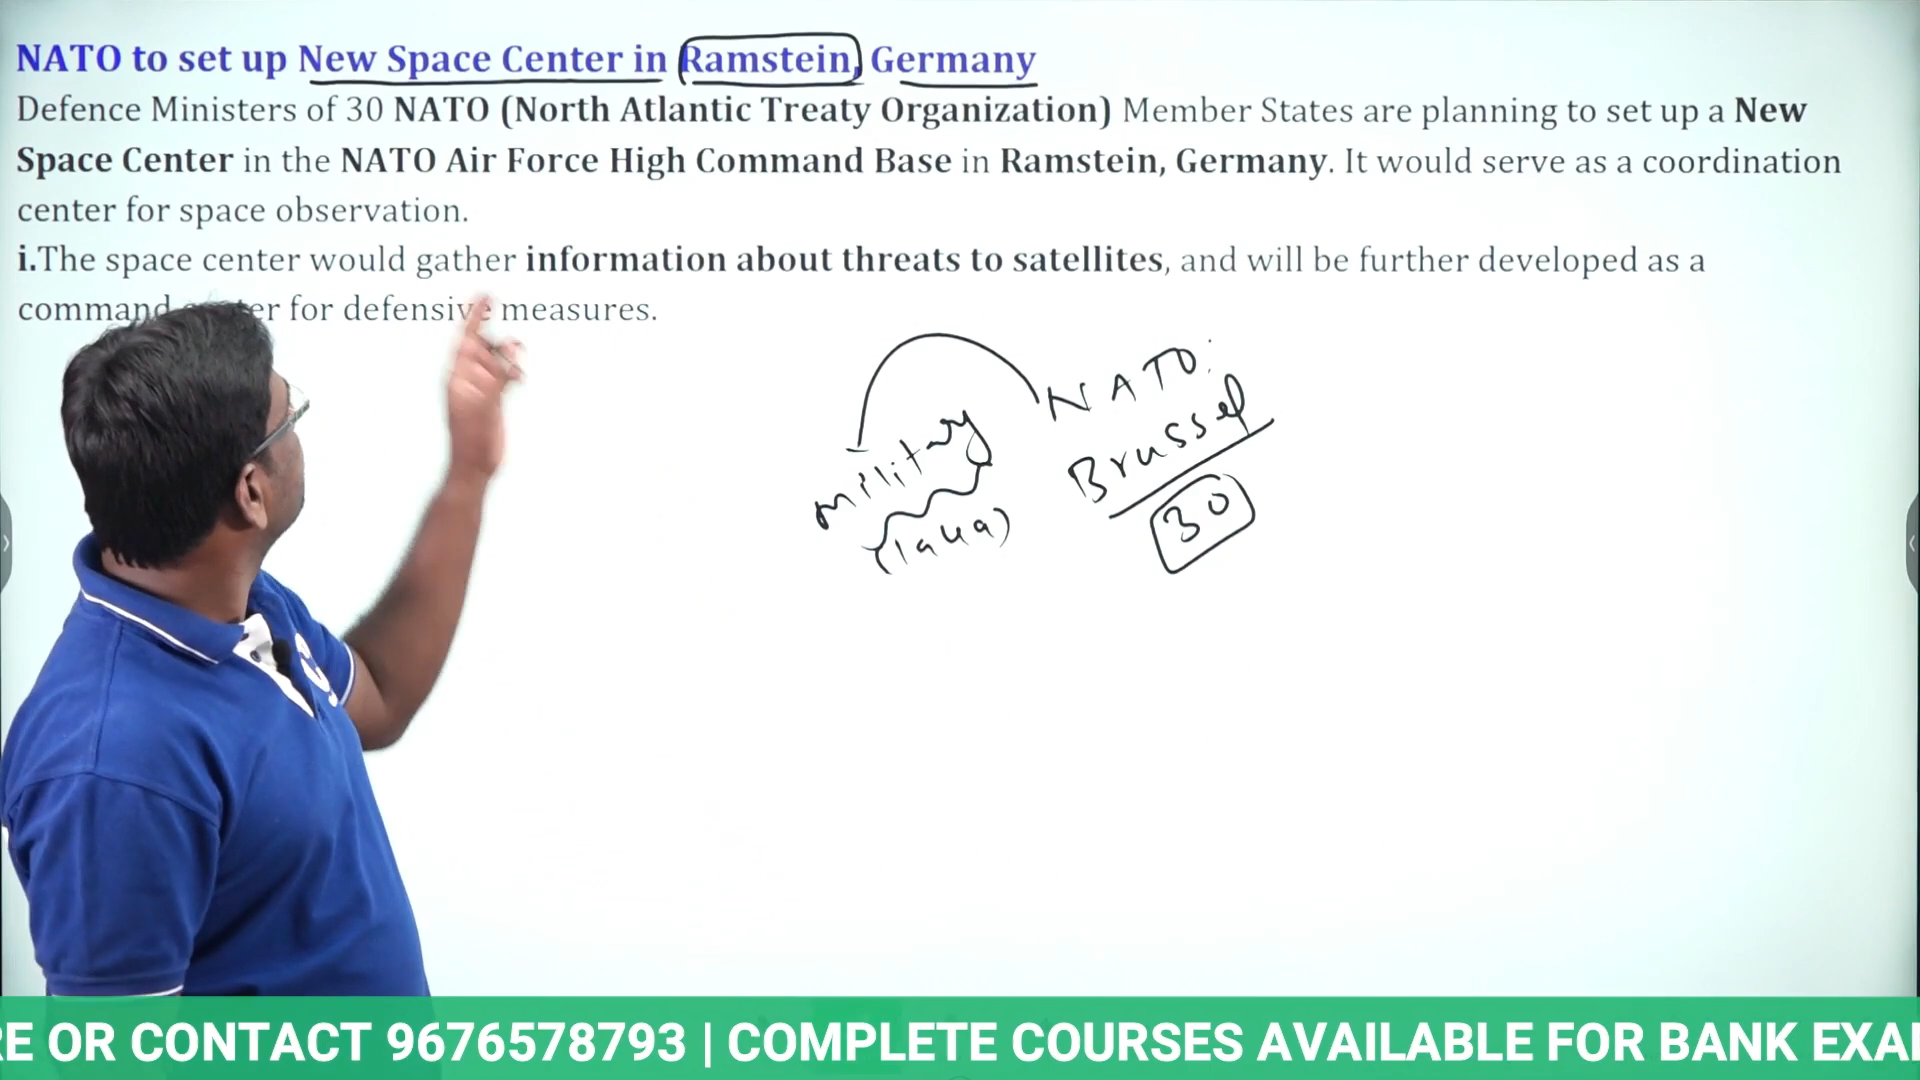 NATO to set up New Space Center in Ramstein, Germany
Defence Ministers of 30 NATO (North Atlantic Treaty Organization) Member States are planning to set up a New
Space Center in the NATO Air Force High Command Base in Ramstein, Germany. It would serve as a coordination
center for space observation.
i.The space center would gather information about threats to satellites, and will be further developed as a
command center for defensive measures.
NATO
Brussel
30
military
(1949)
RE OR CONTACT 9676578793 | COMPLETE COURSES AVAILABLE FOR BANK EXA